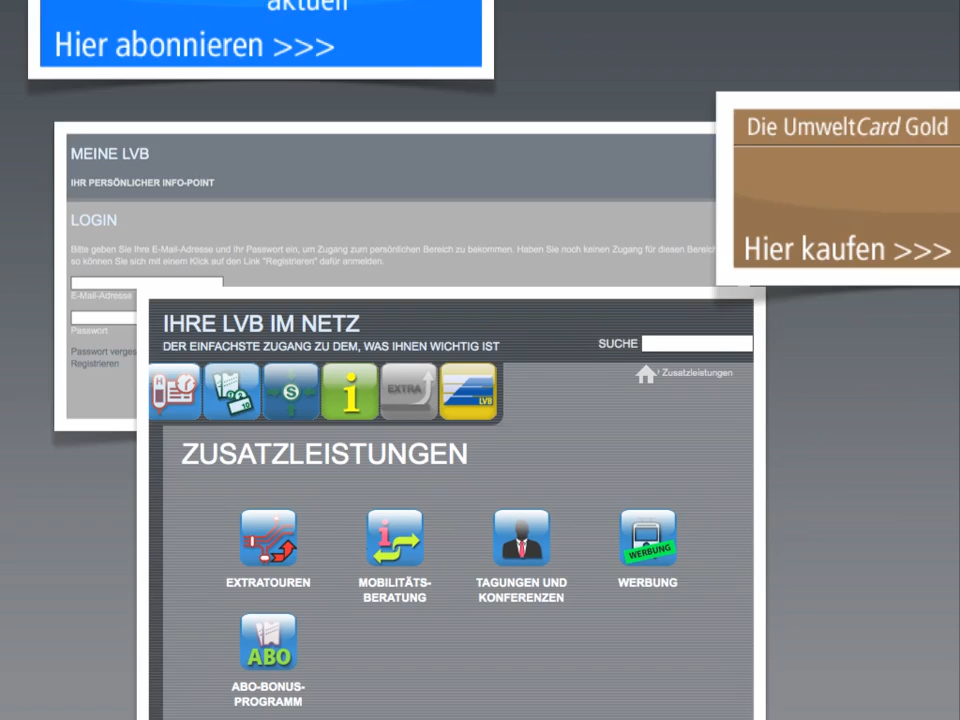 aktuell
Hier abonnieren >>>
Die UmweltCard Gold
Hier kaufen >>>
MEINE LVB
IHR PERSÖNLICHER INFO-POINT
LOGIN
Bitte geben Sie Ihre E-Mail-Adresse und Ihr Passwort ein, um Zugang zum persönlichen Bereich zu bekommen. Haben Sie noch keinen Zugang für diesen Bereich
so können Sie sich mit einem Klick auf den Link "Registrieren" dafür anmelden.
E-Mail-Adresse
Passwort
Passwort verges
Registrieren
IHRE LVB IM NETZ
DER EINFACHSTE ZUGANG ZU DEM, WAS IHNEN WICHTIG IST
SUCHE
H
S
i
EXTRA
LVB
Zusatzleistungen
ZUSATZLEISTUNGEN
i
WERBUNG
EXTRATOUREN
MOBILITÄTS-
BERATUNG
TAGUNGEN UND
KONFERENZEN
WERBUNG
ABO
ABO-BONUS-
PROGRAMM